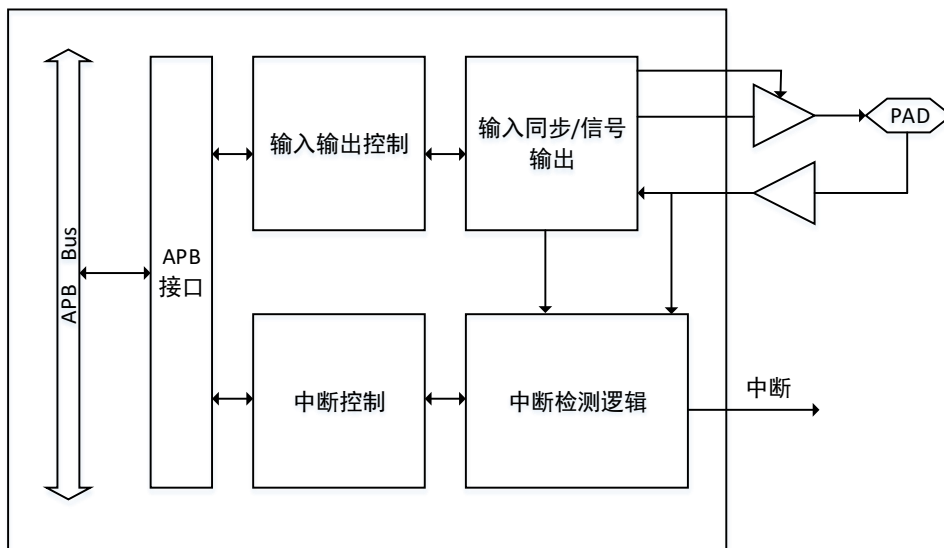 APB Bus
APB
接口
输入输出控制
输入同步/信号
输出
PAD
中断控制
中断检测逻辑
中断